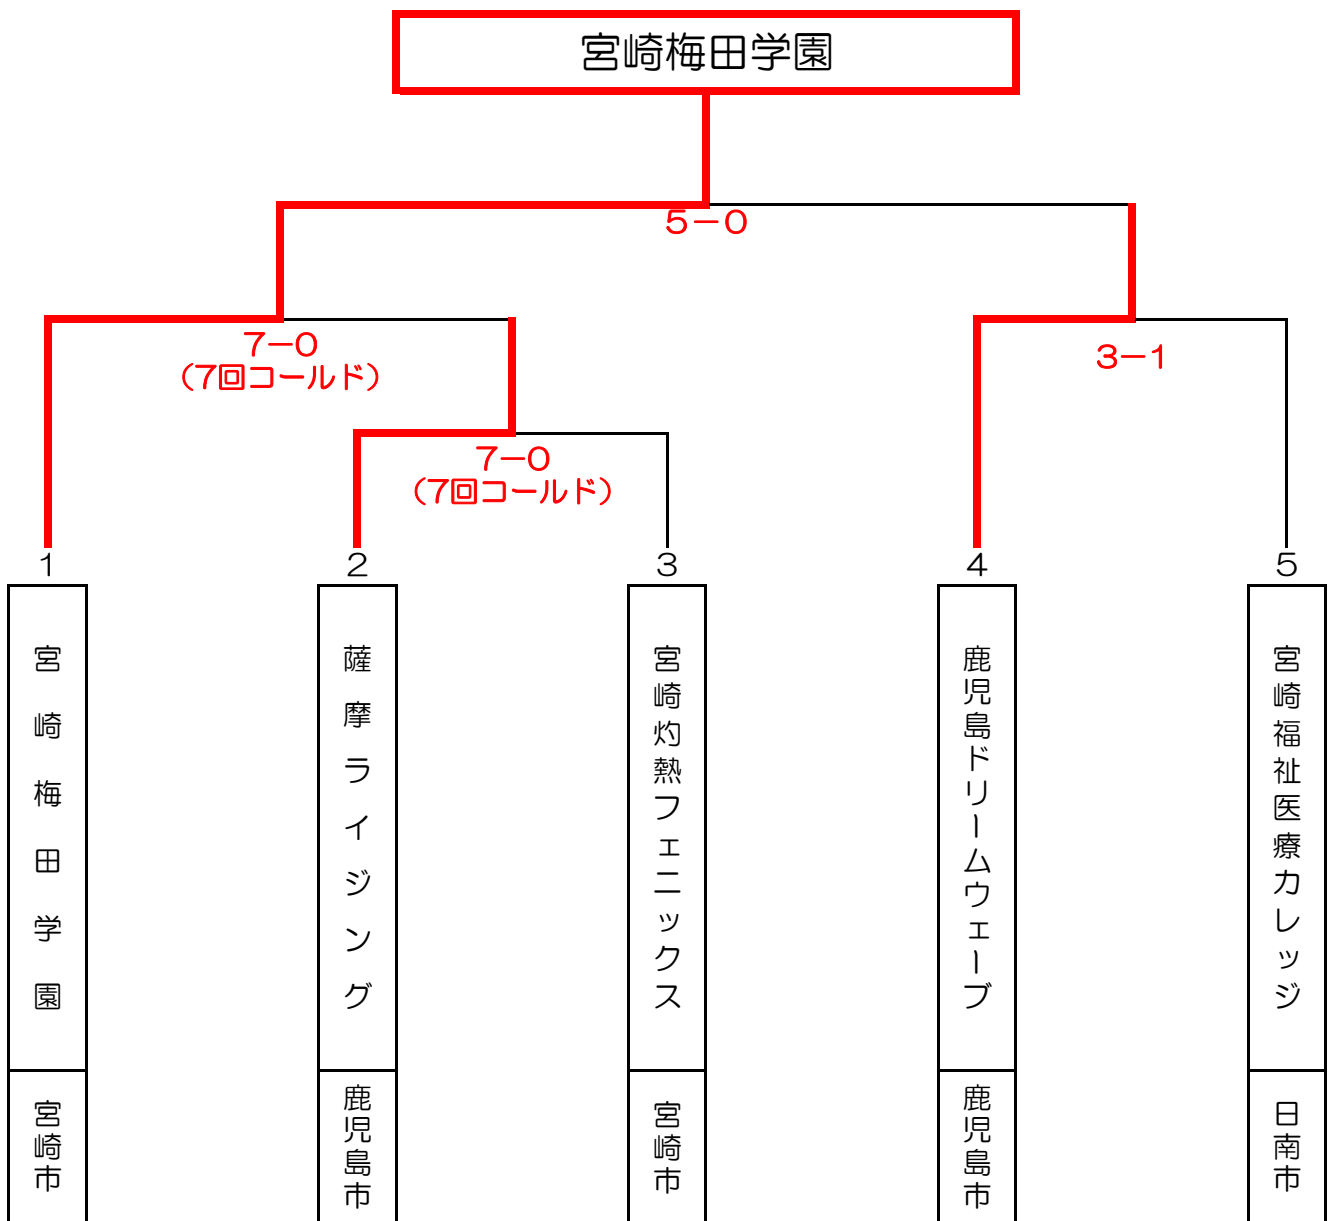 宮崎梅田学園
5－0
7－0
（7回コールド）
3－1
7－0
（7回コールド）
1
2
3
4
5
宮崎梅田学園
薩摩ライジング
宮崎灼熱フェニックス
鹿児島ドリームウェーブ
宮崎福祉医療カレッジ
宮崎市
鹿児島市
宮崎市
鹿児島市
日南市